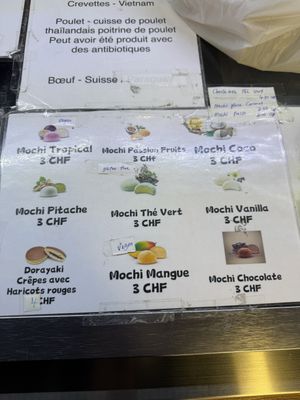 Crevettes - Vietnam
Poulet - cuisse de poulet
thaïlandais poitrine de poulet
Peut avoir été produit avec
des antibiotiques
Bœuf - Suisse / Paraguay
Vegan
Mochi Tropical
3 CHF
Mochi Passion Fruits
3 CHF
Mochi Coco
3 CHF
Mochi Pitache
3 CHF
Mochi Thé Vert
3 CHF
Mochi Vanilla
3 CHF
Dorayaki
Crêpes avec
Haricots rouges
4 CHF
Vegan
Mochi Mangue
3 CHF
Mochi Chocolate
3 CHF